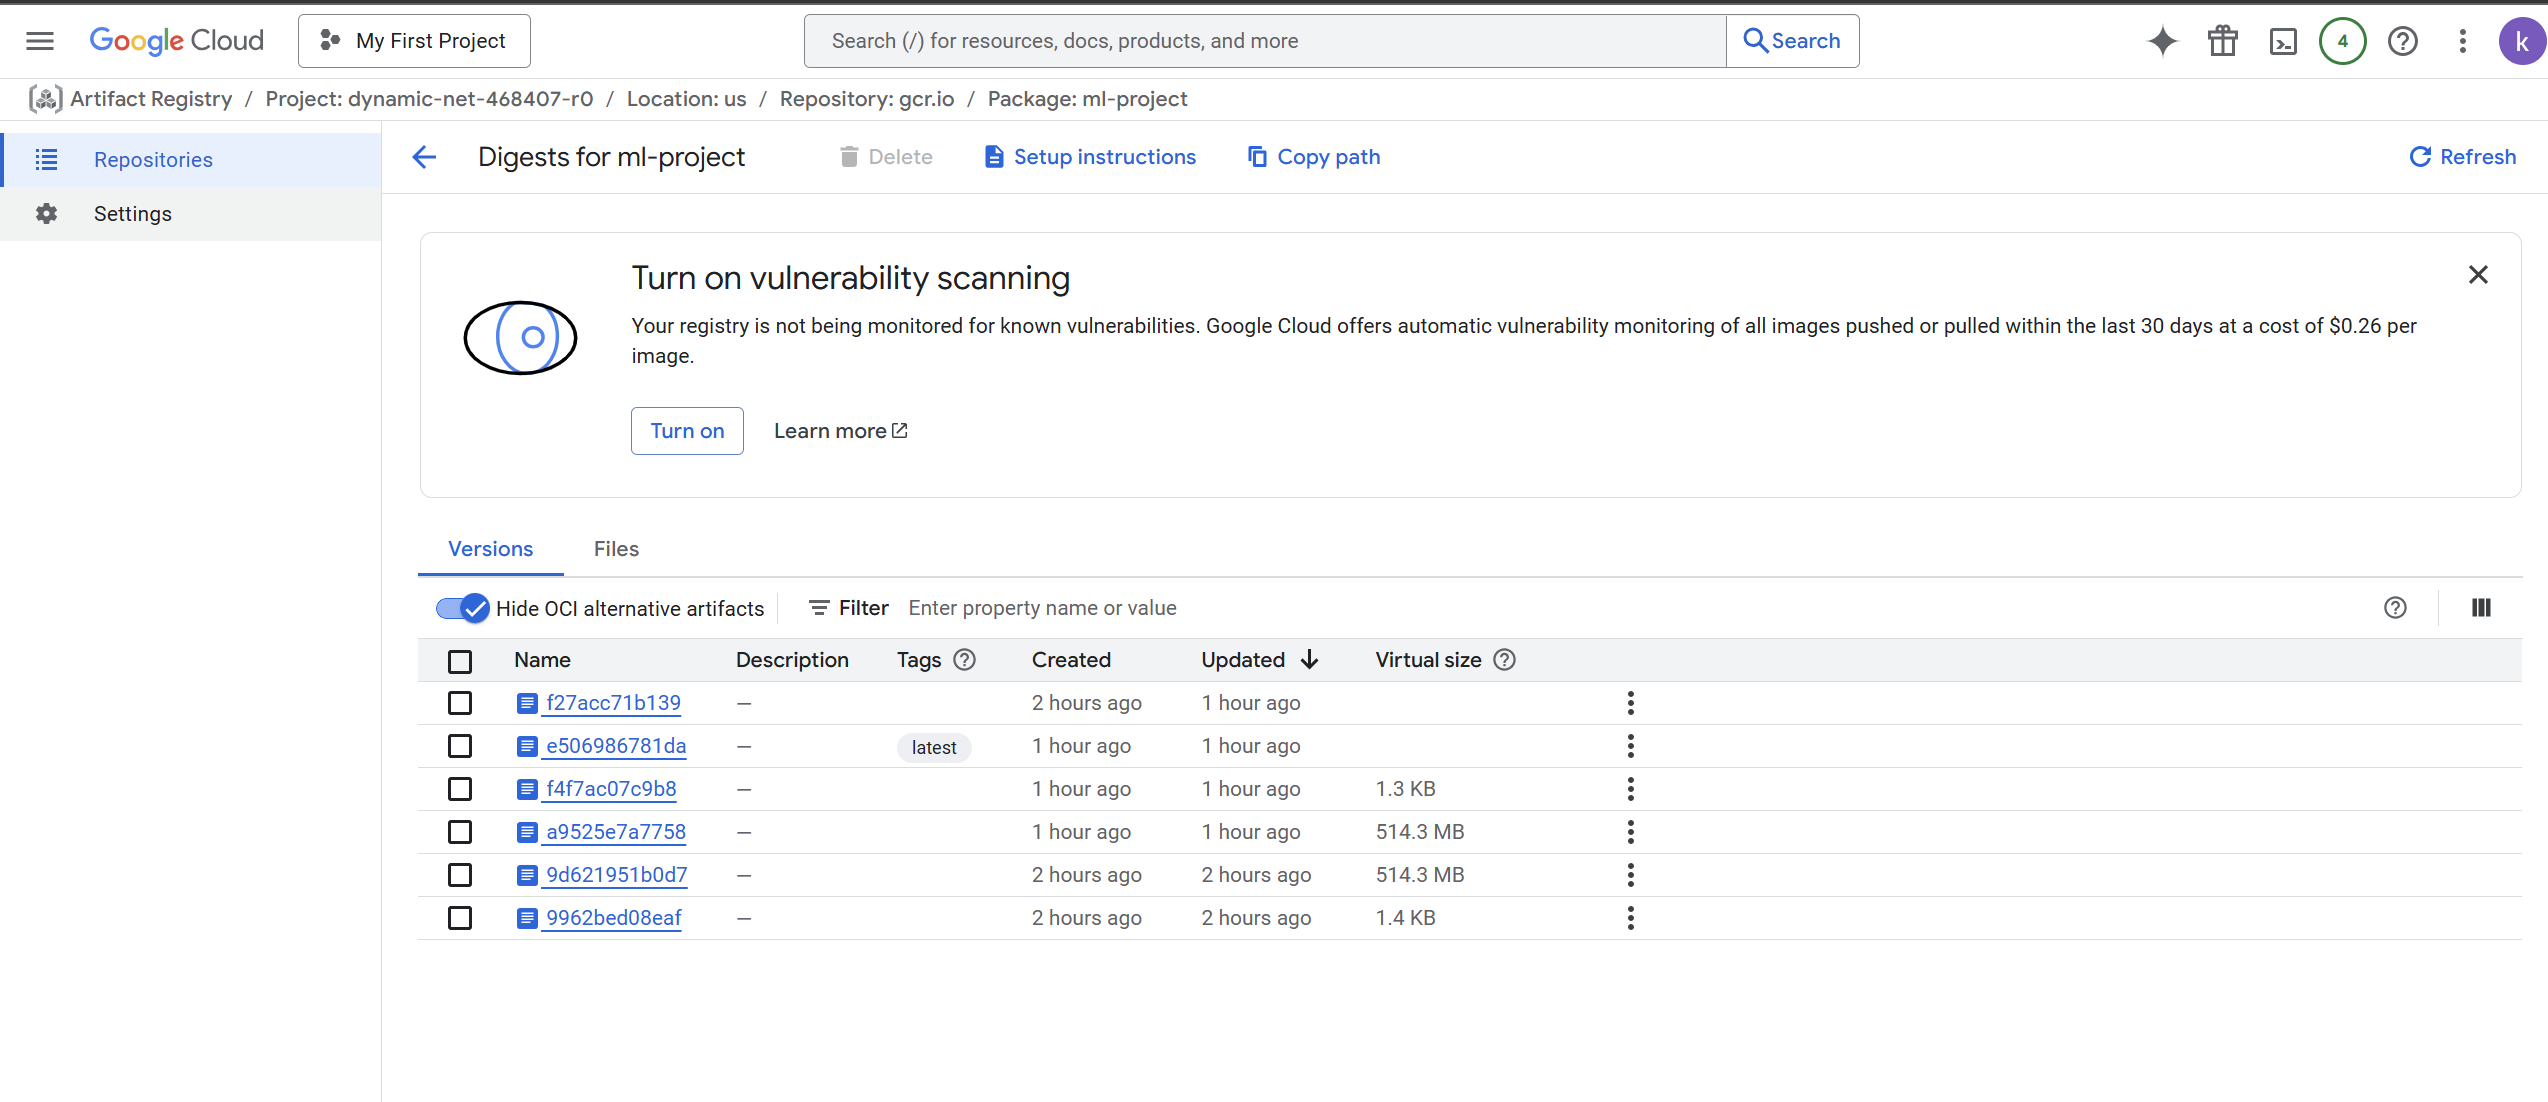 Google Cloud
My First Project
Search (/) for resources, docs, products, and more
Search
4
k
Artifact Registry / Project: dynamic-net-468407-r0 / Location: us / Repository: gcr.io / Package: ml-project
Repositories
Settings
Digests for ml-project
Delete
Setup instructions
Copy path
Refresh
Turn on vulnerability scanning
Your registry is not being monitored for known vulnerabilities. Google Cloud offers automatic vulnerability monitoring of all images pushed or pulled within the last 30 days at a cost of $0.26 per
image.
Turn on
Learn more
Versions
Files
Hide OCI alternative artifacts
Filter
Enter property name or value
Name Description Tags Created Updated Virtual size
f27acc71b139 — 2 hours ago 1 hour ago
e506986781da — latest 1 hour ago 1 hour ago
f4f7ac07c9b8 — 1 hour ago 1 hour ago 1.3 KB
a9525e7a7758 — 1 hour ago 1 hour ago 514.3 MB
9d621951b0d7 — 2 hours ago 2 hours ago 514.3 MB
9962bed08eaf — 2 hours ago 2 hours ago 1.4 KB